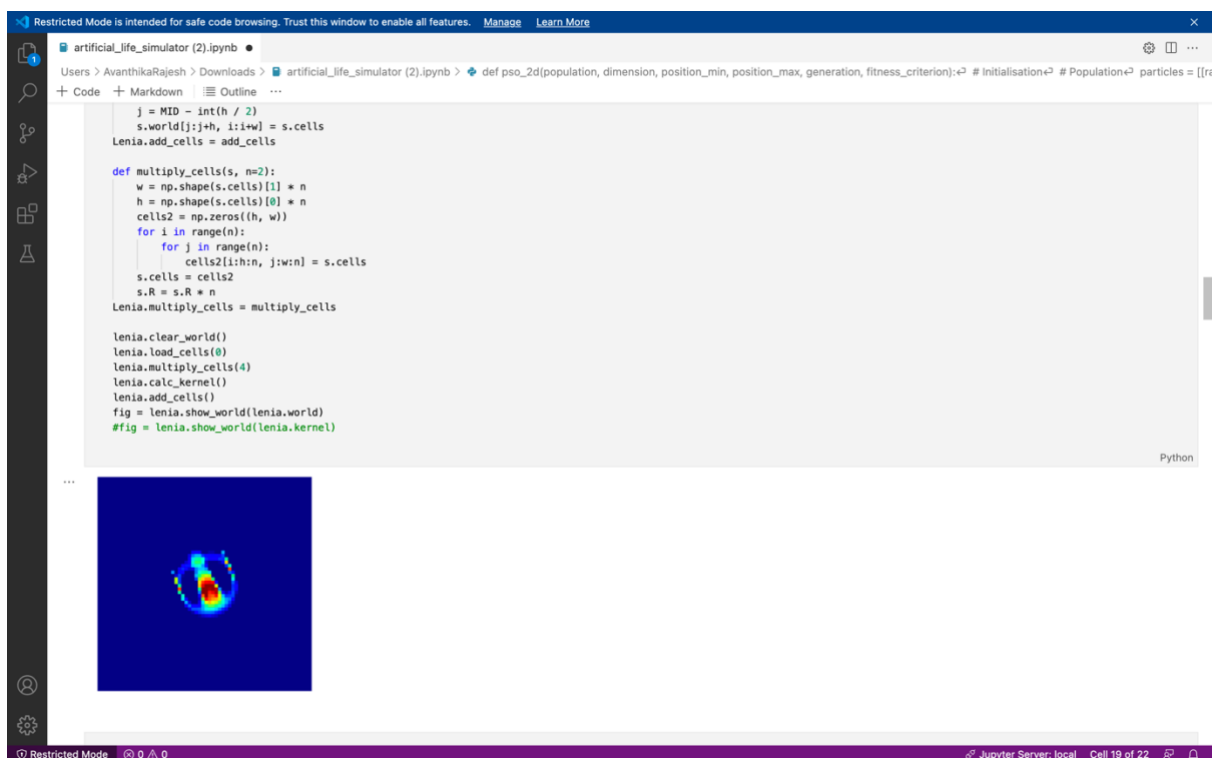 Restricted Mode is intended for safe code browsing. Trust this window to enable all features. Manage Learn More
artificial_life_simulator (2).ipynb
Users > AvanthikaRajesh > Downloads > artificial_life_simulator (2).ipynb > def pso_2d(population, dimension, position_min, position_max, generation, fitness_criterion):↵ # Initialisation↵ # Population↵ particles = [[ra
+ Code + Markdown Outline ...
j = MID - int(h / 2)
s.world[j:j+h, i:i+w] = s.cells
Lenia.add_cells = add_cells
def multiply_cells(s, n=2):
w = np.shape(s.cells)[1] * n
h = np.shape(s.cells)[0] * n
cells2 = np.zeros((h, w))
for i in range(n):
for j in range(n):
cells2[i:h:n, j:w:n] = s.cells
s.cells = cells2
s.R = s.R * n
Lenia.multiply_cells = multiply_cells
lenia.clear_world()
lenia.load_cells(0)
lenia.multiply_cells(4)
lenia.calc_kernel()
lenia.add_cells()
fig = lenia.show_world(lenia.world)
#fig = lenia.show_world(lenia.kernel)
Python
...
1
Restricted Mode 0 0 Jupyter Server: local Cell 19 of 22